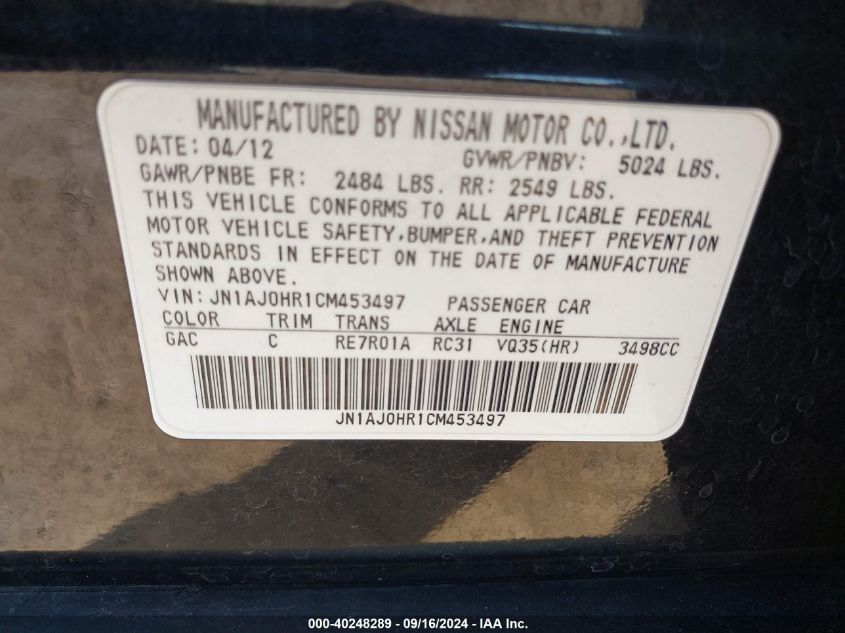 MANUFACTURED BY NISSAN MOTOR CO.,LTD.
DATE: 04/12 GVWR/PNBV: 5024 LBS.
GAWR/PNBE FR: 2484 LBS. RR: 2549 LBS.
THIS VEHICLE CONFORMS TO ALL APPLICABLE FEDERAL
MOTOR VEHICLE SAFETY,BUMPER,AND THEFT PREVENTION
STANDARDS IN EFFECT ON THE DATE OF MANUFACTURE
SHOWN ABOVE.
VIN: JN1AJ0HR1CM453497 PASSENGER CAR
COLOR TRIM TRANS AXLE ENGINE
GAC C RE7R01A RC31 VQ35(HR) 3498CC
JN1AJ0HR1CM453497
000-40248289 - 09/16/2024 - IAA Inc.